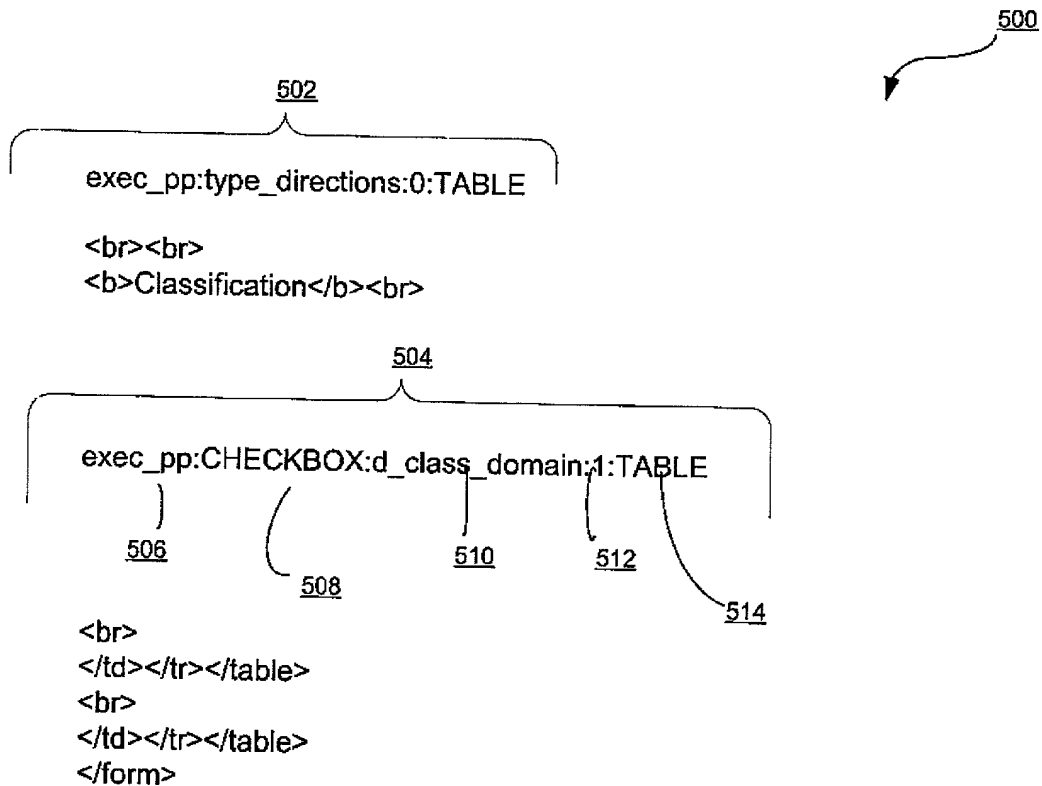 500
502
exec_pp:type_directions:0:TABLE
<br><br>
<b>Classification</b><br>
504
exec_pp:CHECKBOX:d_class_domain:1:TABLE
506
508
510
512
514
<br>
</td></tr></table>
<br>
</td></tr></table>
</form>